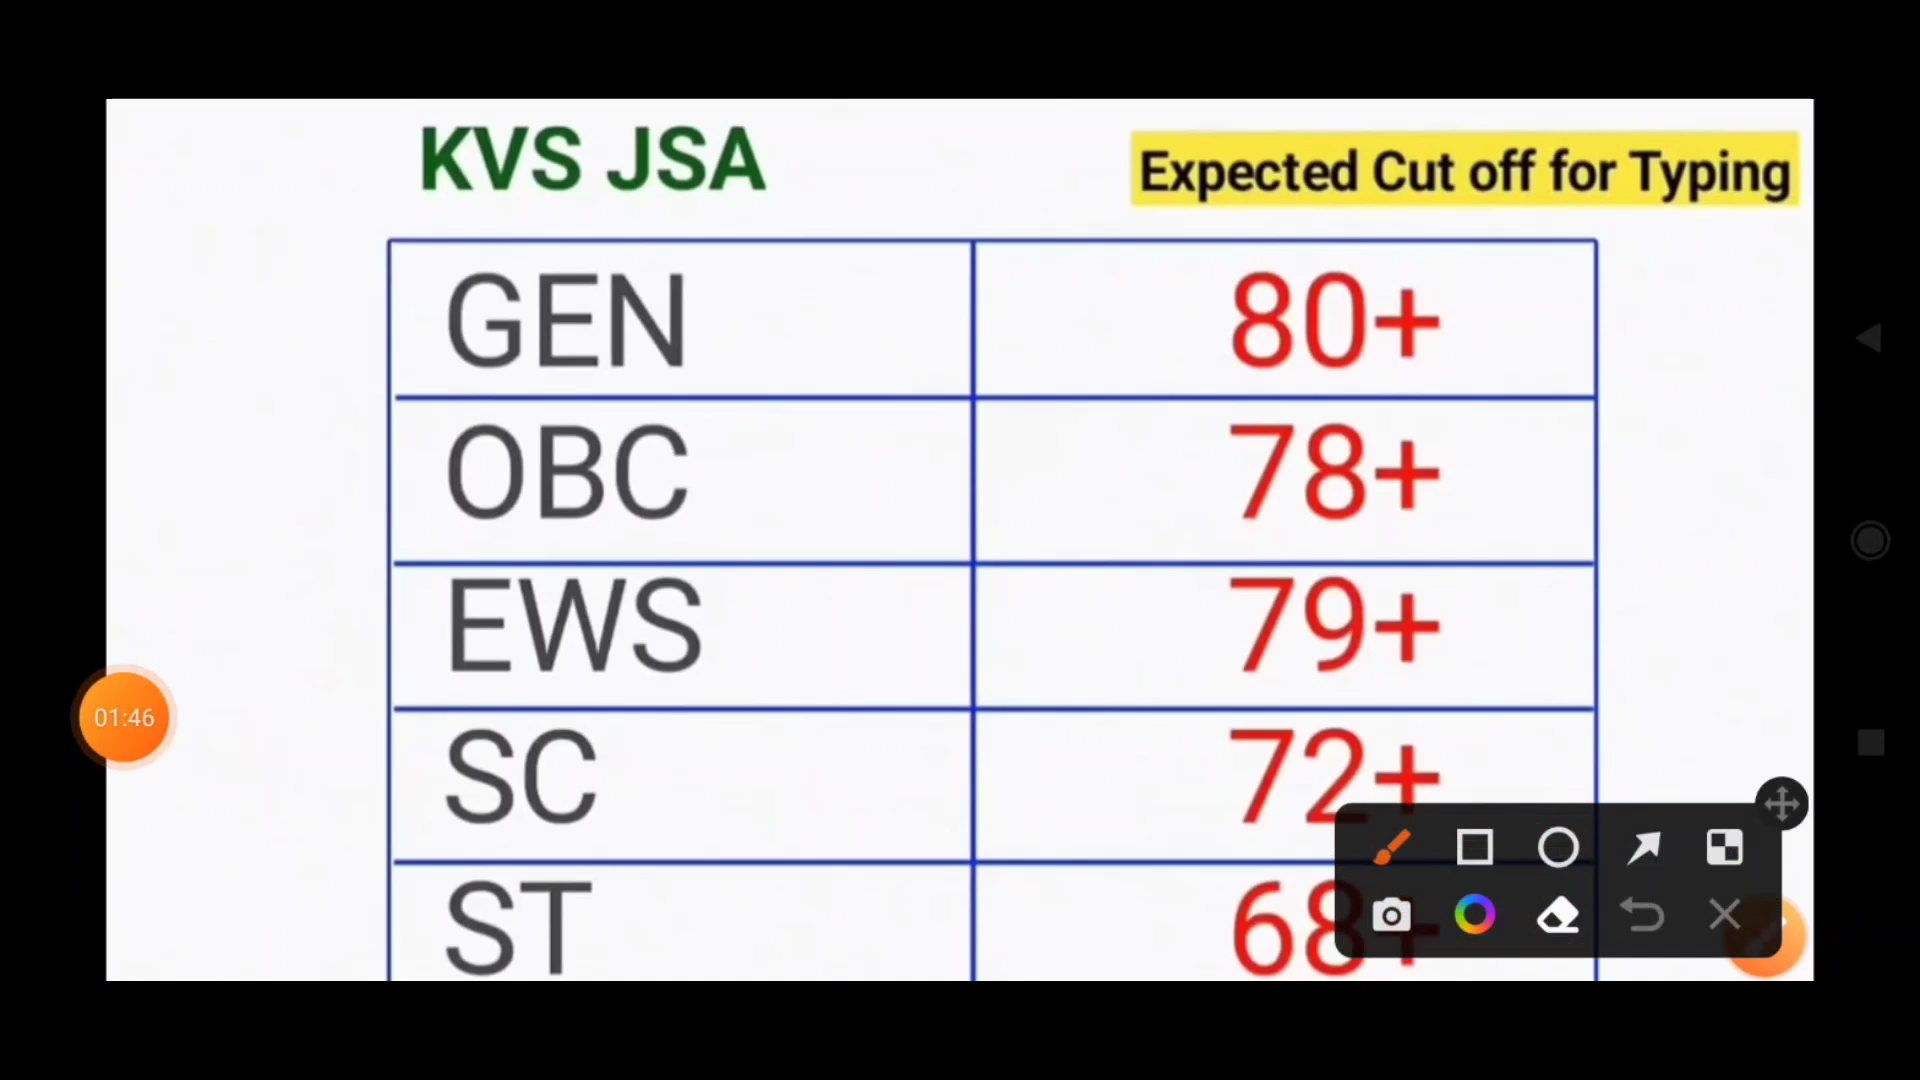 KVS JSA
Expected Cut off for Typing
GEN 80+
OBC 78+
EWS 79+
SC 72+
ST 68+
01:46